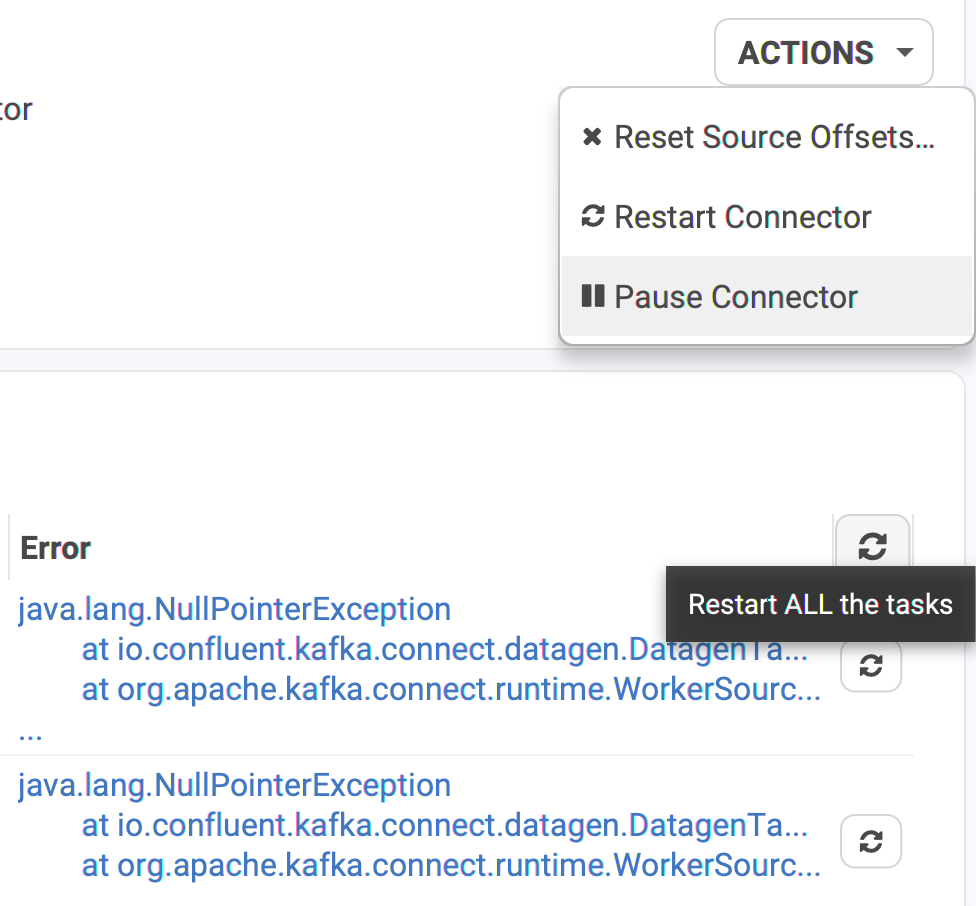 ACTIONS
tor
Reset Source Offsets...
Restart Connector
Pause Connector
Error
Restart ALL the tasks
java.lang.NullPointerException
at io.confluent.kafka.connect.datagen.DatagenTa...
at org.apache.kafka.connect.runtime.WorkerSourc...
...
java.lang.NullPointerException
at io.confluent.kafka.connect.datagen.DatagenTa...
at org.apache.kafka.connect.runtime.WorkerSourc...